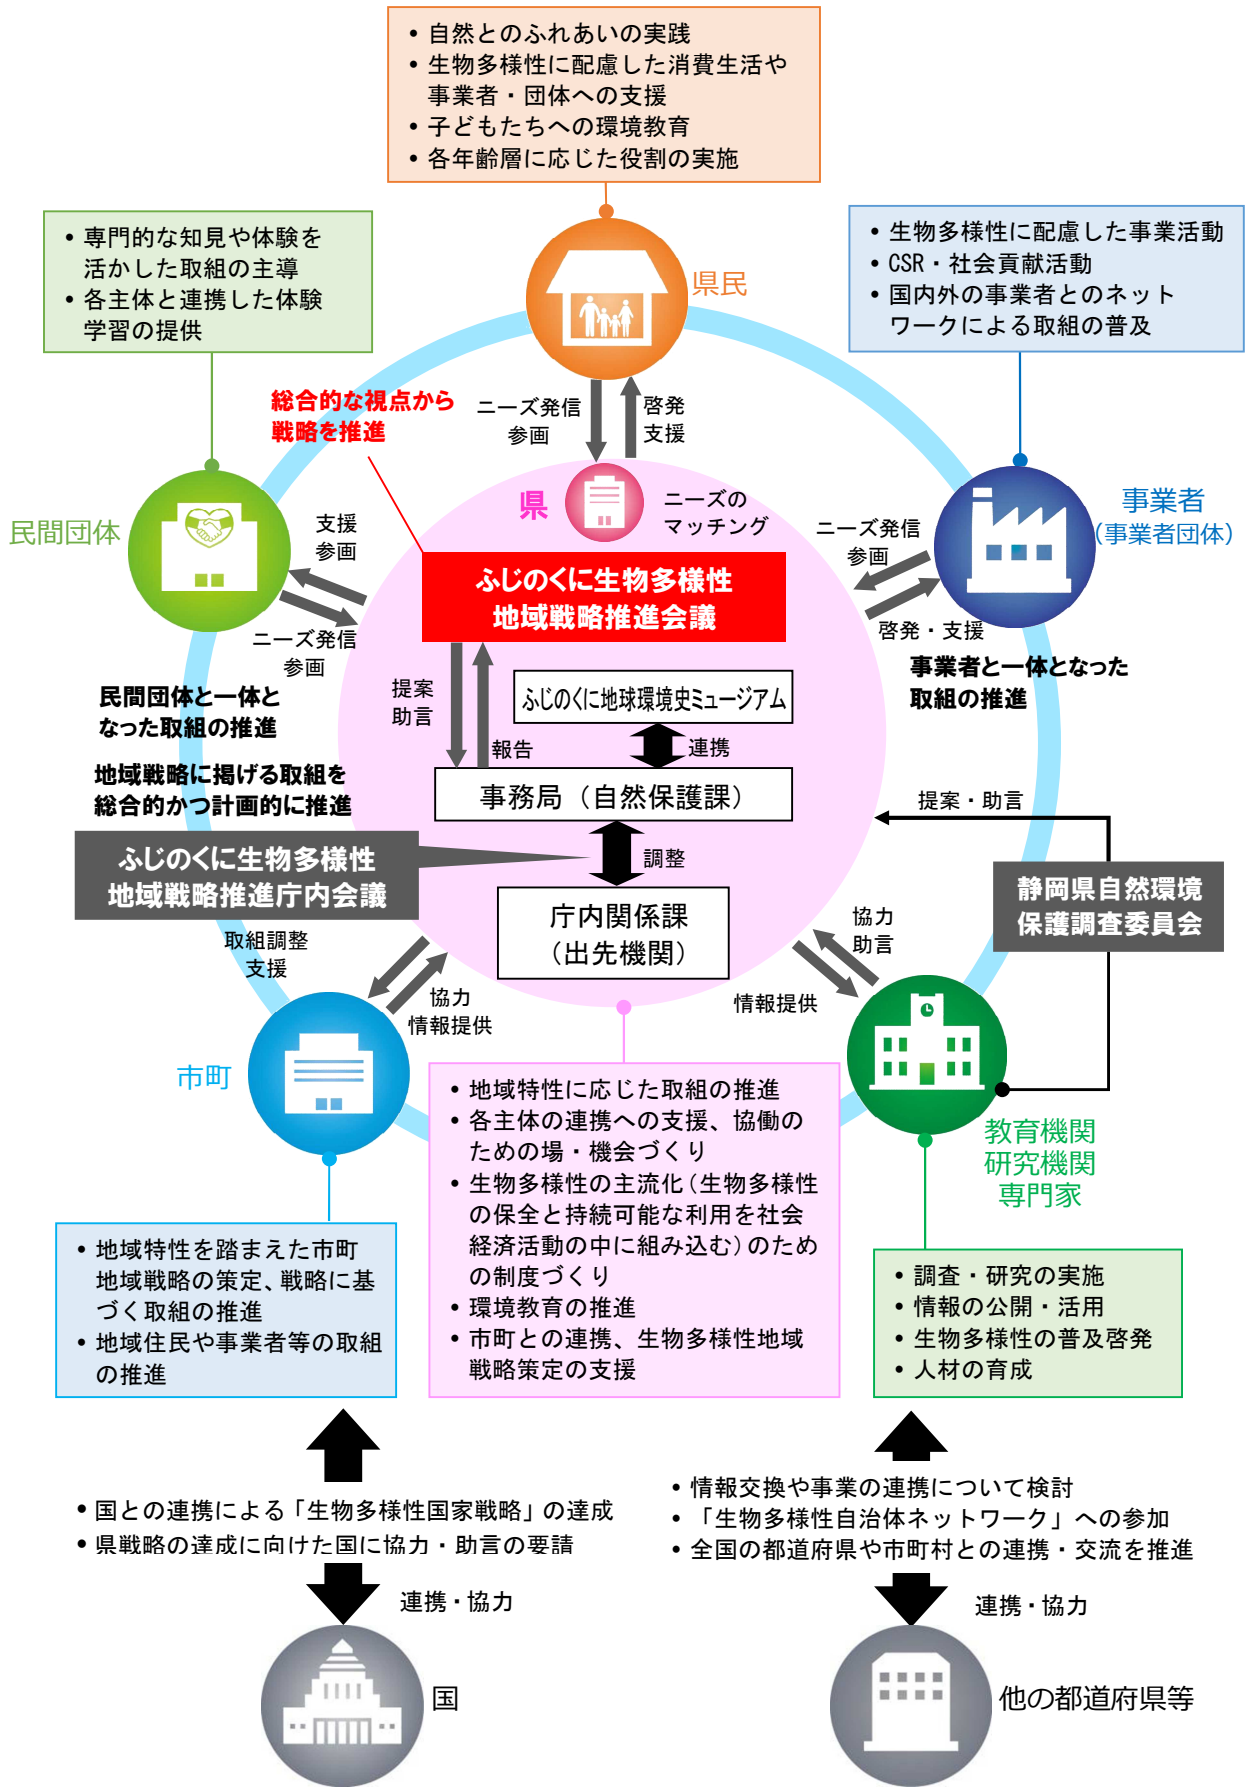 • 自然とのふれあいの実践
• 生物多様性に配慮した消費生活や
事業者・団体への支援
• 子どもたちへの環境教育
• 各年齢層に応じた役割の実施
• 専門的な知見や体験を
活かした取組の主導
• 各主体と連携した体験
学習の提供
• 生物多様性に配慮した事業活動
• CSR・社会貢献活動
• 国内外の事業者とのネット
ワークによる取組の普及
県民
総合的な視点から
戦略を推進
ニーズ発信
参画
啓発
支援
県
ニーズの
マッチング
民間団体
支援
参画
ニーズ発信
参画
事業者
(事業者団体)
ニーズ発信
参画
啓発・支援
ふじのくに生物多様性
地域戦略推進会議
民間団体と一体と
なった取組の推進
事業者と一体となった
取組の推進
提案
助言
報告
ふじのくに地球環境史ミュージアム
連携
事務局（自然保護課）
地域戦略に掲げる取組を
総合的かつ計画的に推進
ふじのくに生物多様性
地域戦略推進庁内会議
調整
庁内関係課
（出先機関）
提案・助言
静岡県自然環境
保護調査委員会
取組調整
支援
協力
情報提供
協力
助言
情報提供
市町
教育機関
研究機関
専門家
• 地域特性を踏まえた市町
地域戦略の策定、戦略に基
づく取組の推進
• 地域住民や事業者等の取組
の推進
• 地域特性に応じた取組の推進
• 各主体の連携への支援、協働の
ための場・機会づくり
• 生物多様性の主流化（生物多様性
の保全と持続可能な利用を社会
経済活動の中に組み込む）のため
の制度づくり
• 環境教育の推進
• 市町との連携、生物多様性地域
戦略策定の支援
• 調査・研究の実施
• 情報の公開・活用
• 生物多様性の普及啓発
• 人材の育成
• 国との連携による「生物多様性国家戦略」の達成
• 県戦略の達成に向けた国に協力・助言の要請
連携・協力
国
• 情報交換や事業の連携について検討
• 「生物多様性自治体ネットワーク」への参加
• 全国の都道府県や市町村との連携・交流を推進
連携・協力
他の都道府県等